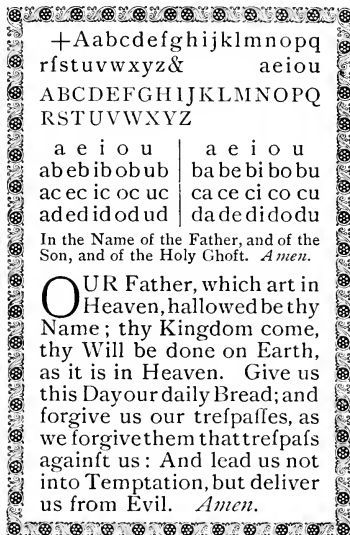 +Aabcdefghijklmnopq
rſstuvwxyz& aeiou
ABCDEFGHIJKLMNOPQ
RSTUVWXYZ
a e i o u a e i o u
ab eb ib ob ub ba be bi bo bu
ac ec ic oc uc ca ce ci co cu
ad ed id od ud da de di do du
In the Name of the Father, and of the
Son, and of the Holy Ghoſt. Amen.
OUR Father, which art in
Heaven, hallowed be thy
Name; thy Kingdom come,
thy Will be done on Earth,
as it is in Heaven. Give us
this Day our daily Bread; and
forgive us our treſpaſſes, as
we forgive them that treſpaſs
againſt us: And lead us not
into Temptation, but deliver
us from Evil. Amen.